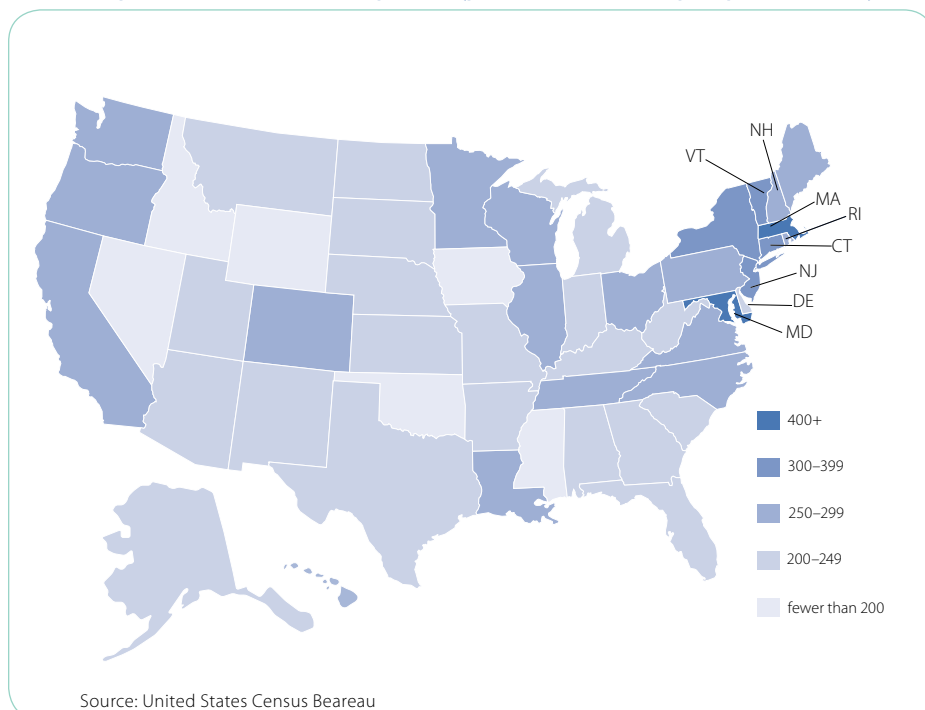 NH
VT
MA
RI
CT
NJ
DE
MD
400+
300–399
250–299
200–249
fewer than 200
Source: United States Census Beareau